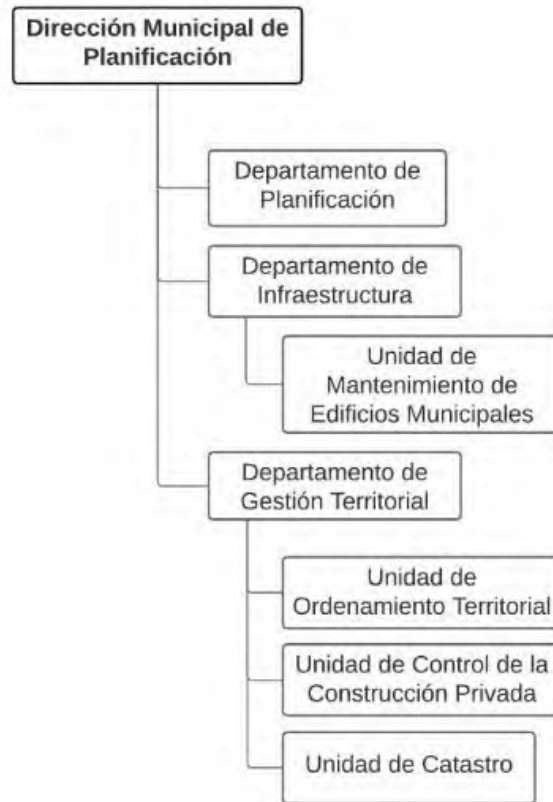 Dirección Municipal de
Planificación
Departamento de
Planificación
Departamento de
Infraestructura
Unidad de
Mantenimiento de
Edificios Municipales
Departamento de
Gestión Territorial
Unidad de
Ordenamiento Territorial
Unidad de Control de la
Construcción Privada
Unidad de Catastro